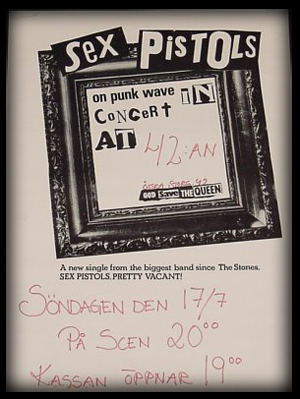 Sex PISTOLS
on punk wave IN
CONCERT
AT 42:AN
GOD Save THE QUEEN
A new single from the biggest band since The Stones.
SEX PISTOLS. PRETTY VACANT!
SÖNDAGEN DEN 17/7
PÅ SCEN 20⁰⁰
KASSAN ÖPPNAR 19⁰⁰